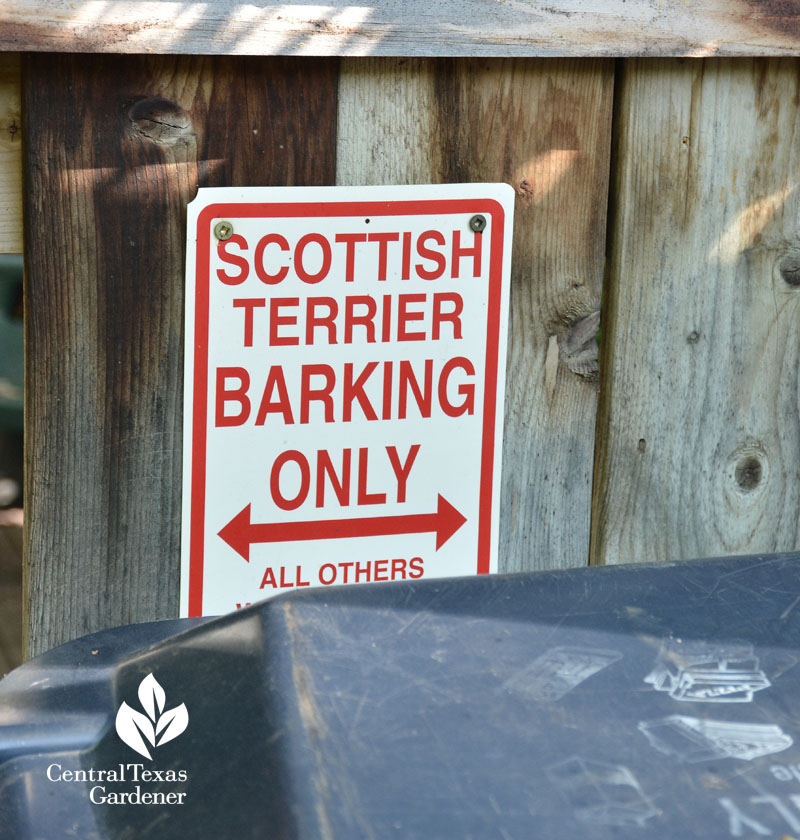 SCOTTISH
TERRIER
BARKING
ONLY
ALL OTHERS
Central Texas
Gardener